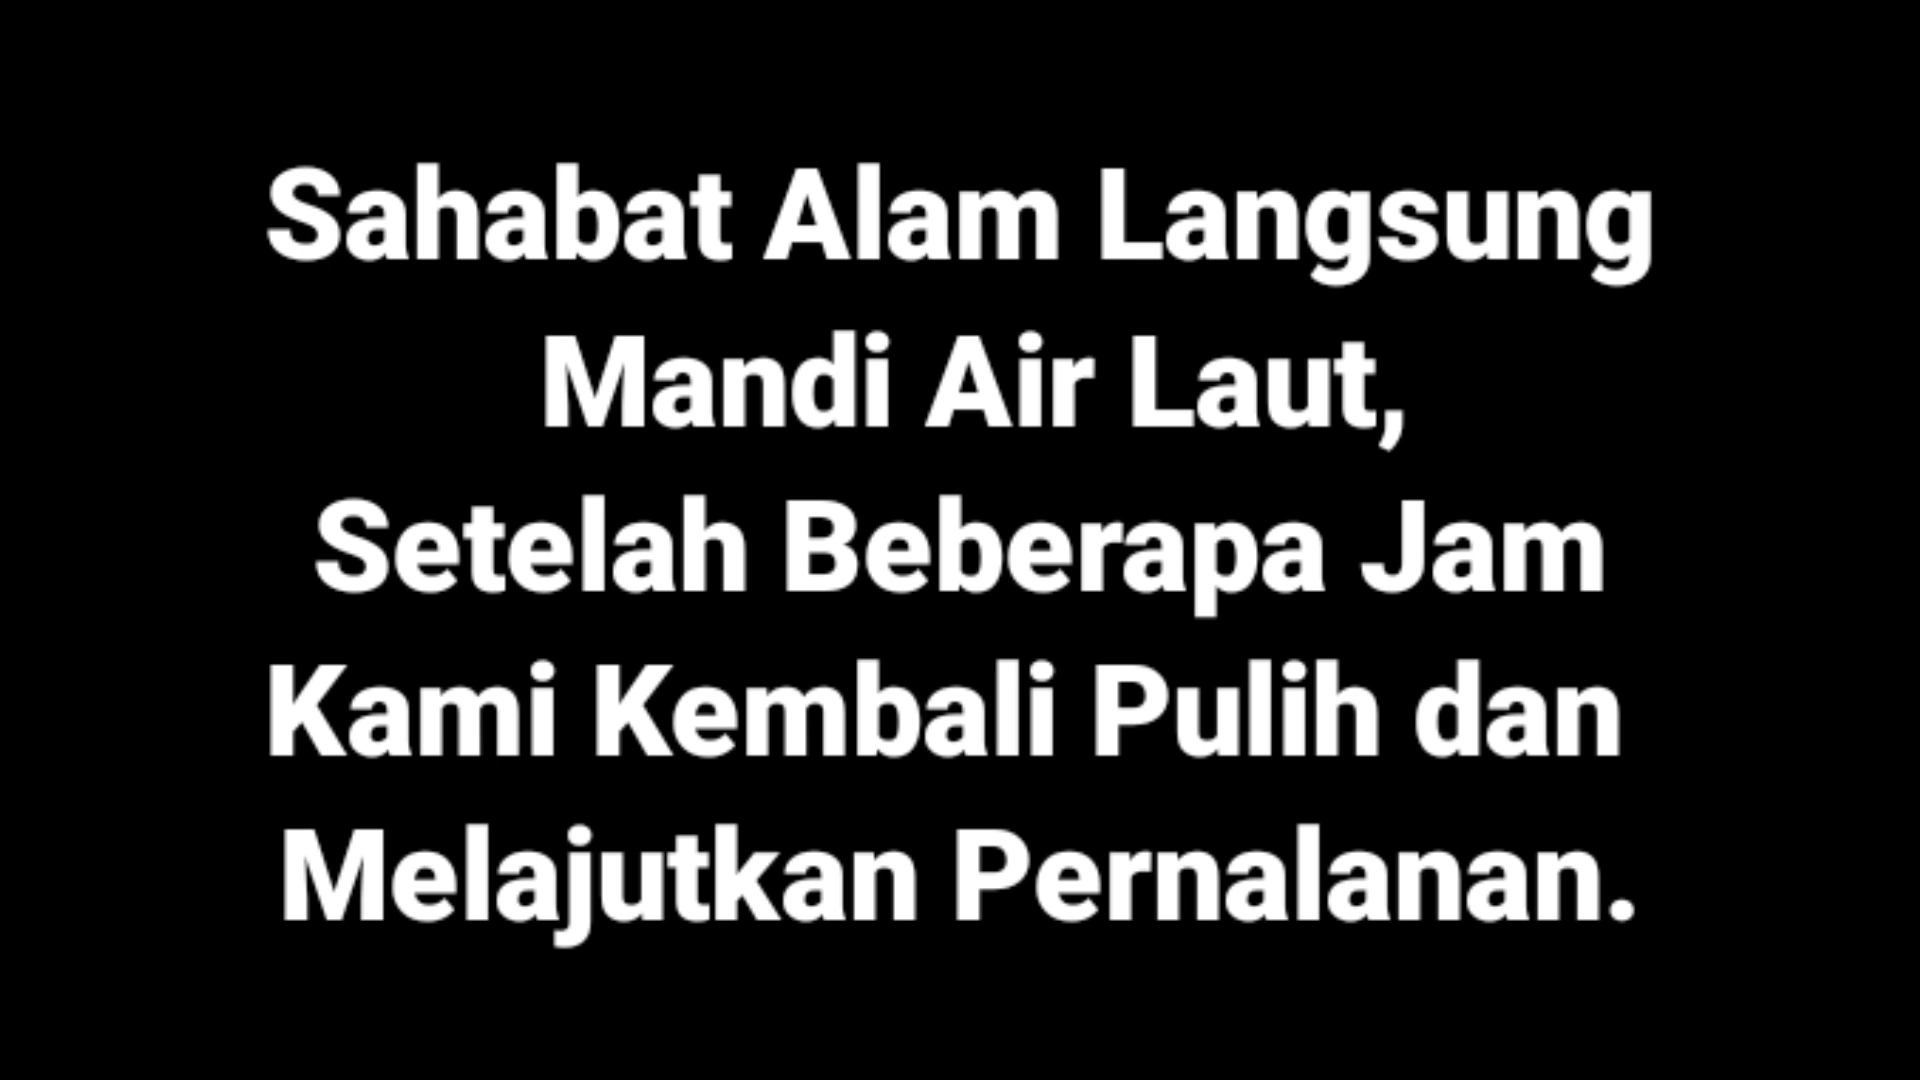 Sahabat Alam Langsung
Mandi Air Laut,
Setelah Beberapa Jam
Kami Kembali Pulih dan
Melajutkan Pernalanan.